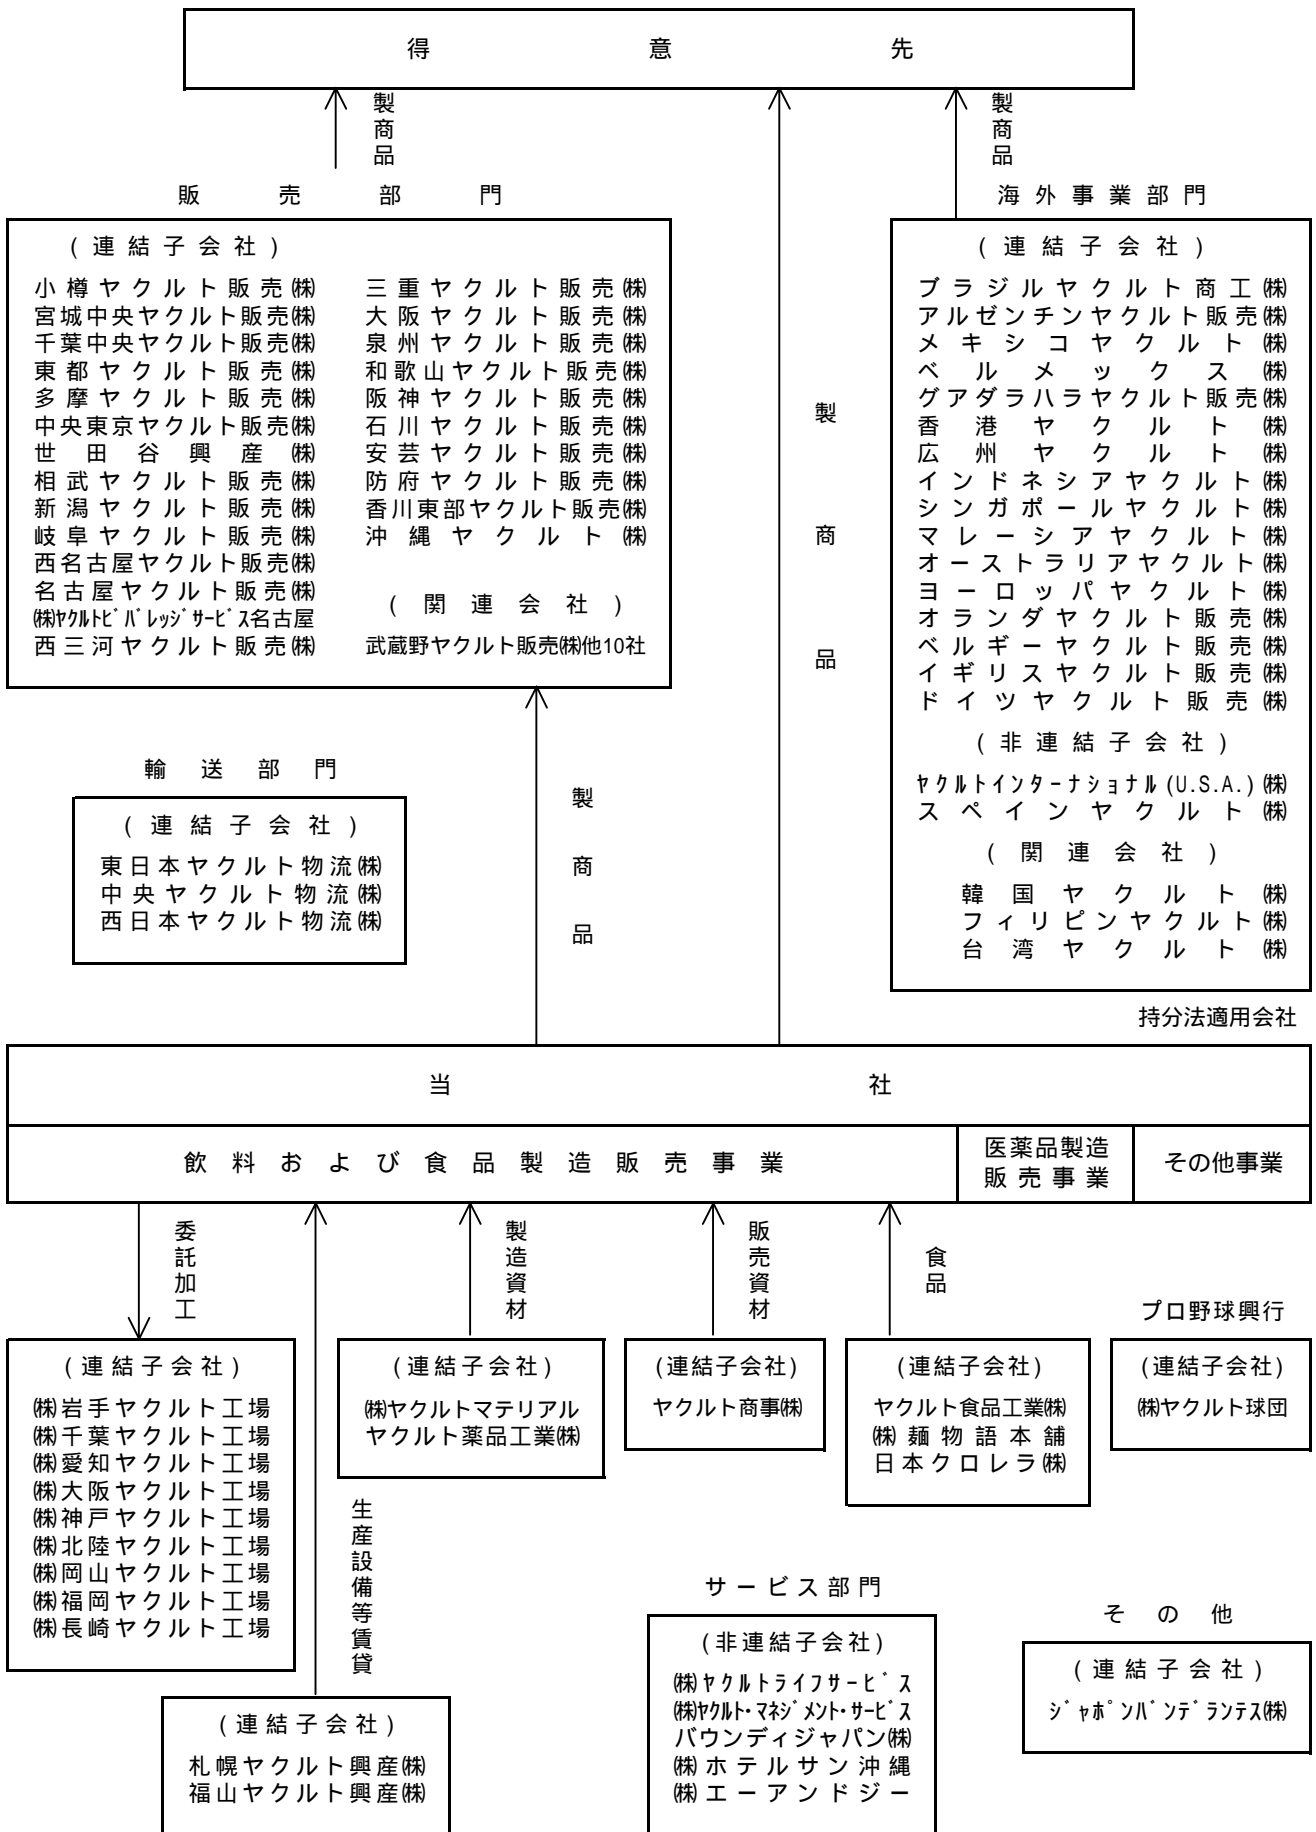 得意先
製商品
製商品
販売部門
海外事業部門
(連結子会社)
小樽ヤクルト販売㈱
宮城中央ヤクルト販売㈱
千葉中央ヤクルト販売㈱
東都ヤクルト販売㈱
多摩ヤクルト販売㈱
中央東京ヤクルト販売㈱
世田谷興産㈱
相武ヤクルト販売㈱
新潟ヤクルト販売㈱
岐阜ヤクルト販売㈱
西名古屋ヤクルト販売㈱
名古屋ヤクルト販売㈱
㈱ﾔｸﾙﾄﾋﾞﾊﾞﾚｯｼﾞｻｰﾋﾞｽ名古屋
西三河ヤクルト販売㈱
三重ヤクルト販売㈱
大阪ヤクルト販売㈱
泉州ヤクルト販売㈱
和歌山ヤクルト販売㈱
阪神ヤクルト販売㈱
石川ヤクルト販売㈱
安芸ヤクルト販売㈱
防府ヤクルト販売㈱
香川東部ヤクルト販売㈱
沖縄ヤクルト㈱
(関連会社)
武蔵野ヤクルト販売㈱他10社
製商品
(連結子会社)
ブラジルヤクルト商工㈱
アルゼンチンヤクルト販売㈱
メキシコヤクルト㈱
ベルメックス㈱
グアダラハラヤクルト販売㈱
香港ヤクルト㈱
広州ヤクルト㈱
インドネシアヤクルト㈱
シンガポールヤクルト㈱
マレーシアヤクルト㈱
オーストラリアヤクルト㈱
ヨーロッパヤクルト㈱
オランダヤクルト販売㈱
ベルギーヤクルト販売㈱
イギリスヤクルト販売㈱
ドイツヤクルト販売㈱
(非連結子会社)
ﾔｸﾙﾄｲﾝﾀｰﾅｼｮﾅﾙ(U.S.A.)㈱
スペインヤクルト㈱
(関連会社)
韓国ヤクルト㈱
フィリピンヤクルト㈱
台湾ヤクルト㈱
輸送部門
(連結子会社)
東日本ヤクルト物流㈱
中央ヤクルト物流㈱
西日本ヤクルト物流㈱
製商品
持分法適用会社
当社
飲料および食品製造販売事業
医薬品製造
販売事業
その他事業
委託加工
製造資材
販売資材
食品
プロ野球興行
(連結子会社)
㈱岩手ヤクルト工場
㈱千葉ヤクルト工場
㈱愛知ヤクルト工場
㈱大阪ヤクルト工場
㈱神戸ヤクルト工場
㈱北陸ヤクルト工場
㈱岡山ヤクルト工場
㈱福岡ヤクルト工場
㈱長崎ヤクルト工場
(連結子会社)
㈱ヤクルトマテリアル
ヤクルト薬品工業㈱
(連結子会社)
ヤクルト商事㈱
(連結子会社)
ヤクルト食品工業㈱
㈱麺物語本舗
日本クロレラ㈱
(連結子会社)
㈱ヤクルト球団
生産設備等賃貸
(連結子会社)
札幌ヤクルト興産㈱
福山ヤクルト興産㈱
サービス部門
(非連結子会社)
㈱ﾔｸﾙﾄﾗｲﾌｻｰﾋﾞｽ
㈱ﾔｸﾙﾄ･ﾏﾈｼﾞﾒﾝﾄ･ｻｰﾋﾞｽ
バウンディジャパン㈱
㈱ホテルサン沖縄
㈱エーアンドジー
その他
(連結子会社)
ｼﾞｬﾎﾟﾝﾊﾞﾝﾃﾞﾗﾝﾃｽ㈱